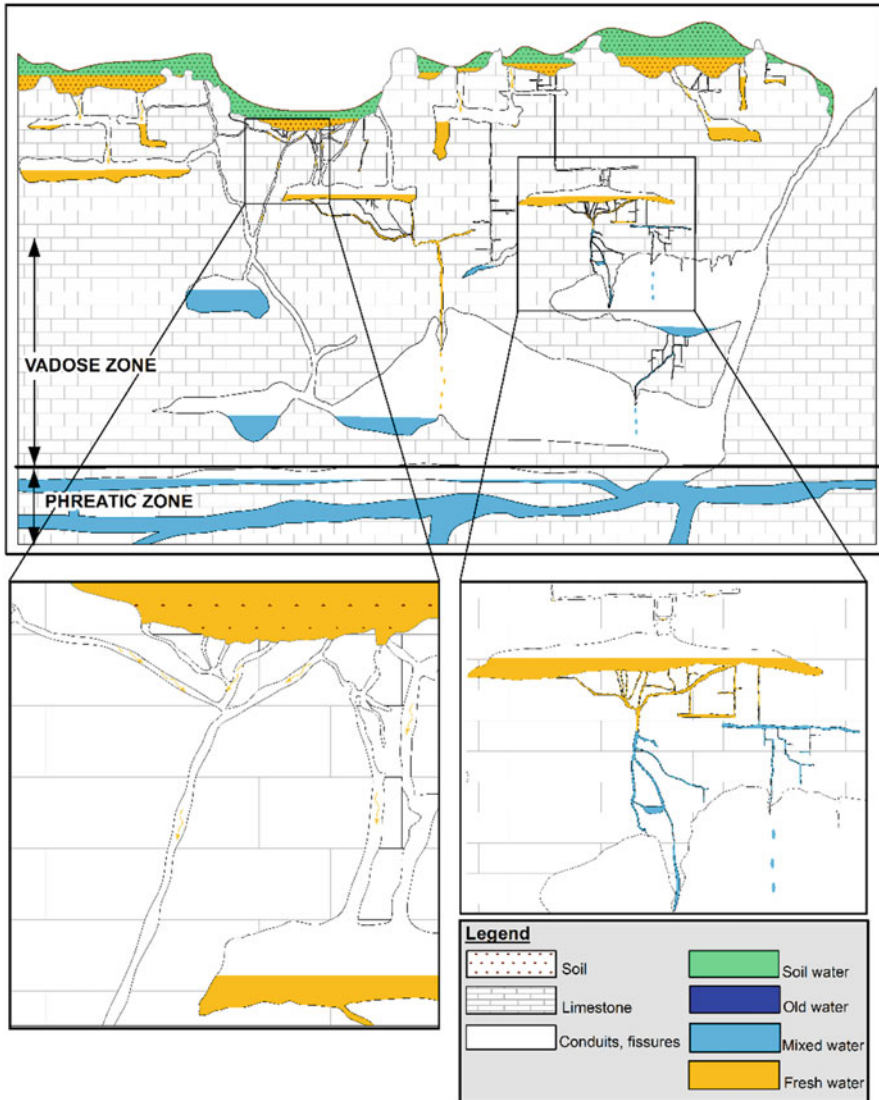 VADOSE ZONE
PHREATIC ZONE
Legend
Soil
Limestone
Conduits, fissures
Soil water
Old water
Mixed water
Fresh water